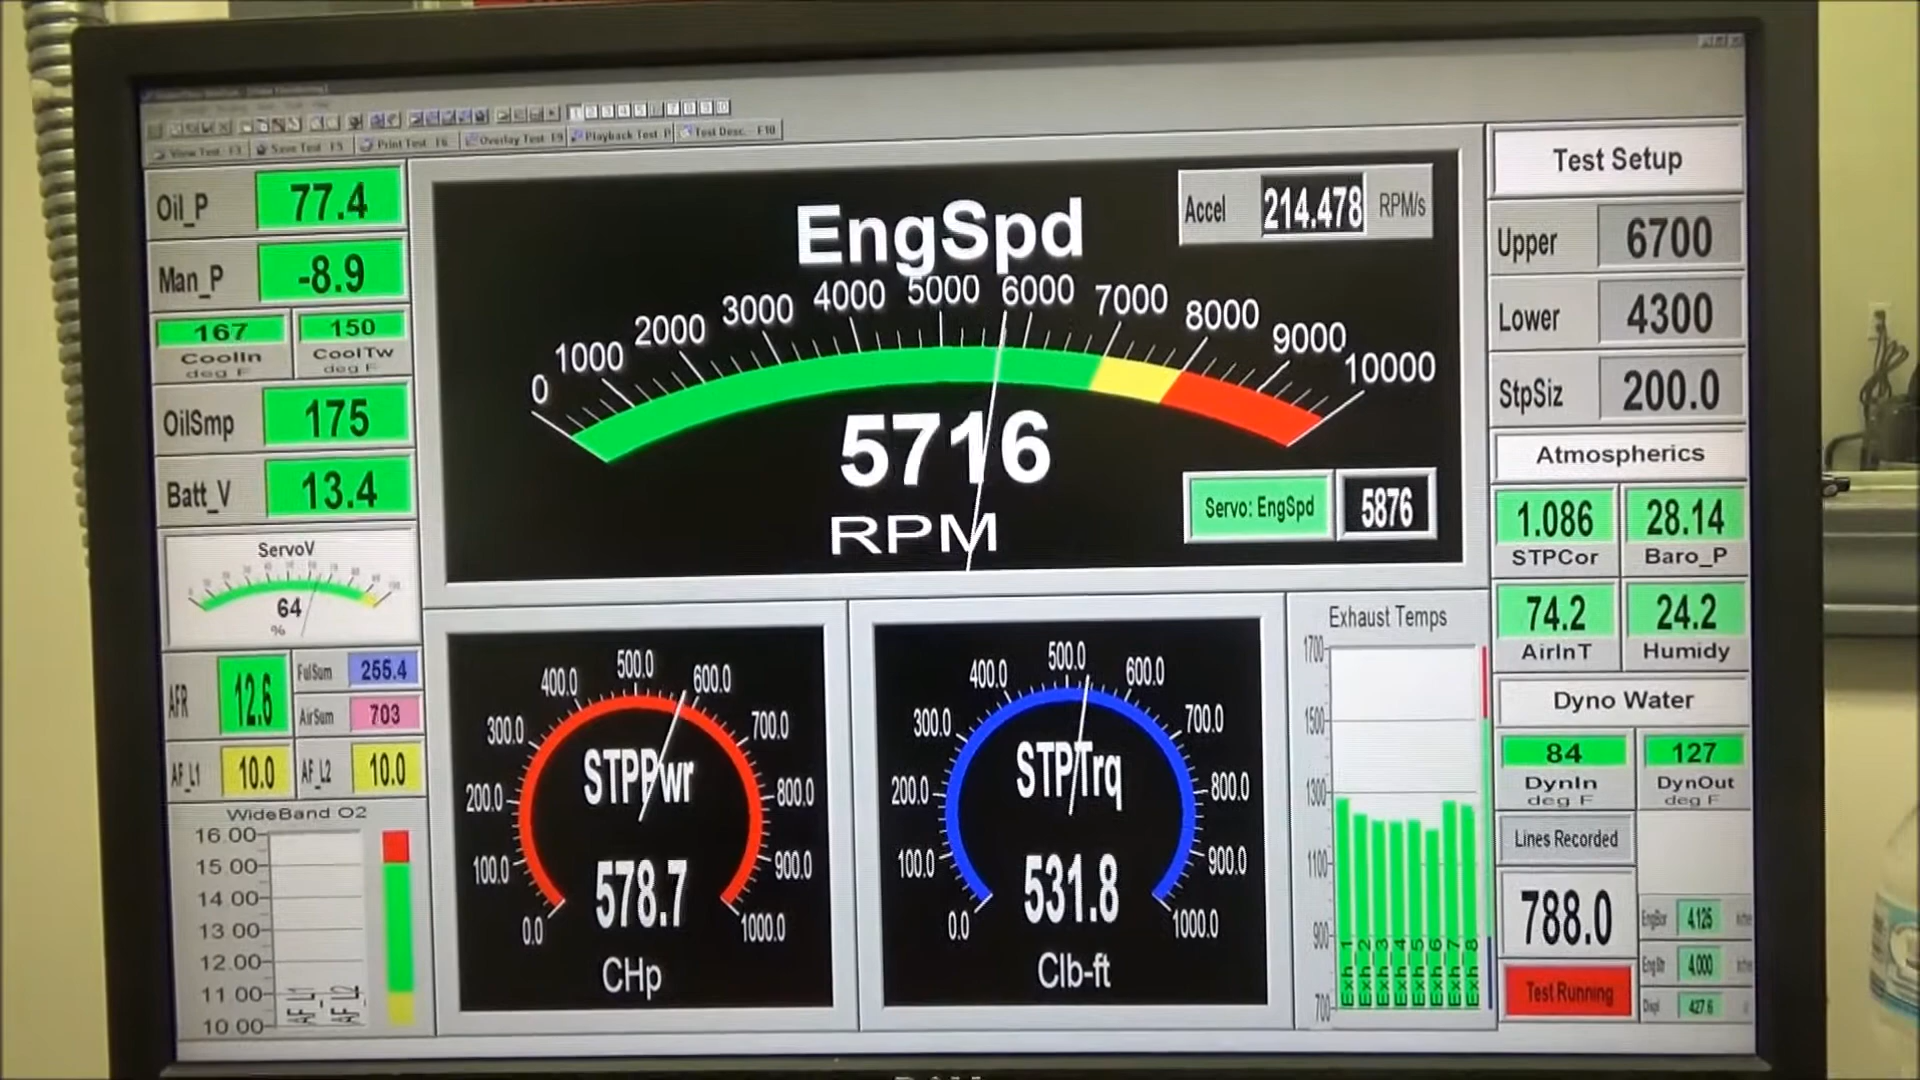 View Test F3
Save Test F5
Print Test F6
Overlay Test F9
Playback Test P
Test Desc. F10
Oil_P 77.4
Man_P -8.9
167 150
CoolIn CoolTw
deg F deg F
OilSmp 175
Batt_V 13.4
ServoV
64
%
AFR 12.6
FulSum 255.4
AirSum 703
AF_L1 10.0 AF_L2 10.0
WideBand O2
16.00
15.00
14.00
13.00
12.00
11.00
10.00
AF_L1 AF_L2
EngSpd
Accel 214.478 RPM/s
0 1000 2000 3000 4000 5000 6000 7000 8000 9000 10000
5716
RPM
Servo: EngSpd 5876
0.0 100.0 200.0 300.0 400.0 500.0 600.0 700.0 800.0 900.0 1000.0
STPPwr
578.7
CHp
0.0 100.0 200.0 300.0 400.0 500.0 600.0 700.0 800.0 900.0 1000.0
STPTrq
531.8
Clb-ft
Exhaust Temps
1700
1500
1300
1100
900
700
Exh_1 Exh_2 Exh_3 Exh_4 Exh_5 Exh_6 Exh_7 Exh_8
Test Setup
Upper 6700
Lower 4300
StpSiz 200.0
Atmospherics
1.086 28.14
STPCor Baro_P
74.2 24.2
AirInT Humidy
Dyno Water
84 127
DynIn DynOut
deg F deg F
Lines Recorded
788.0
Test Running
EngBor 4.125
EngStr 4.000
Displ 427.6